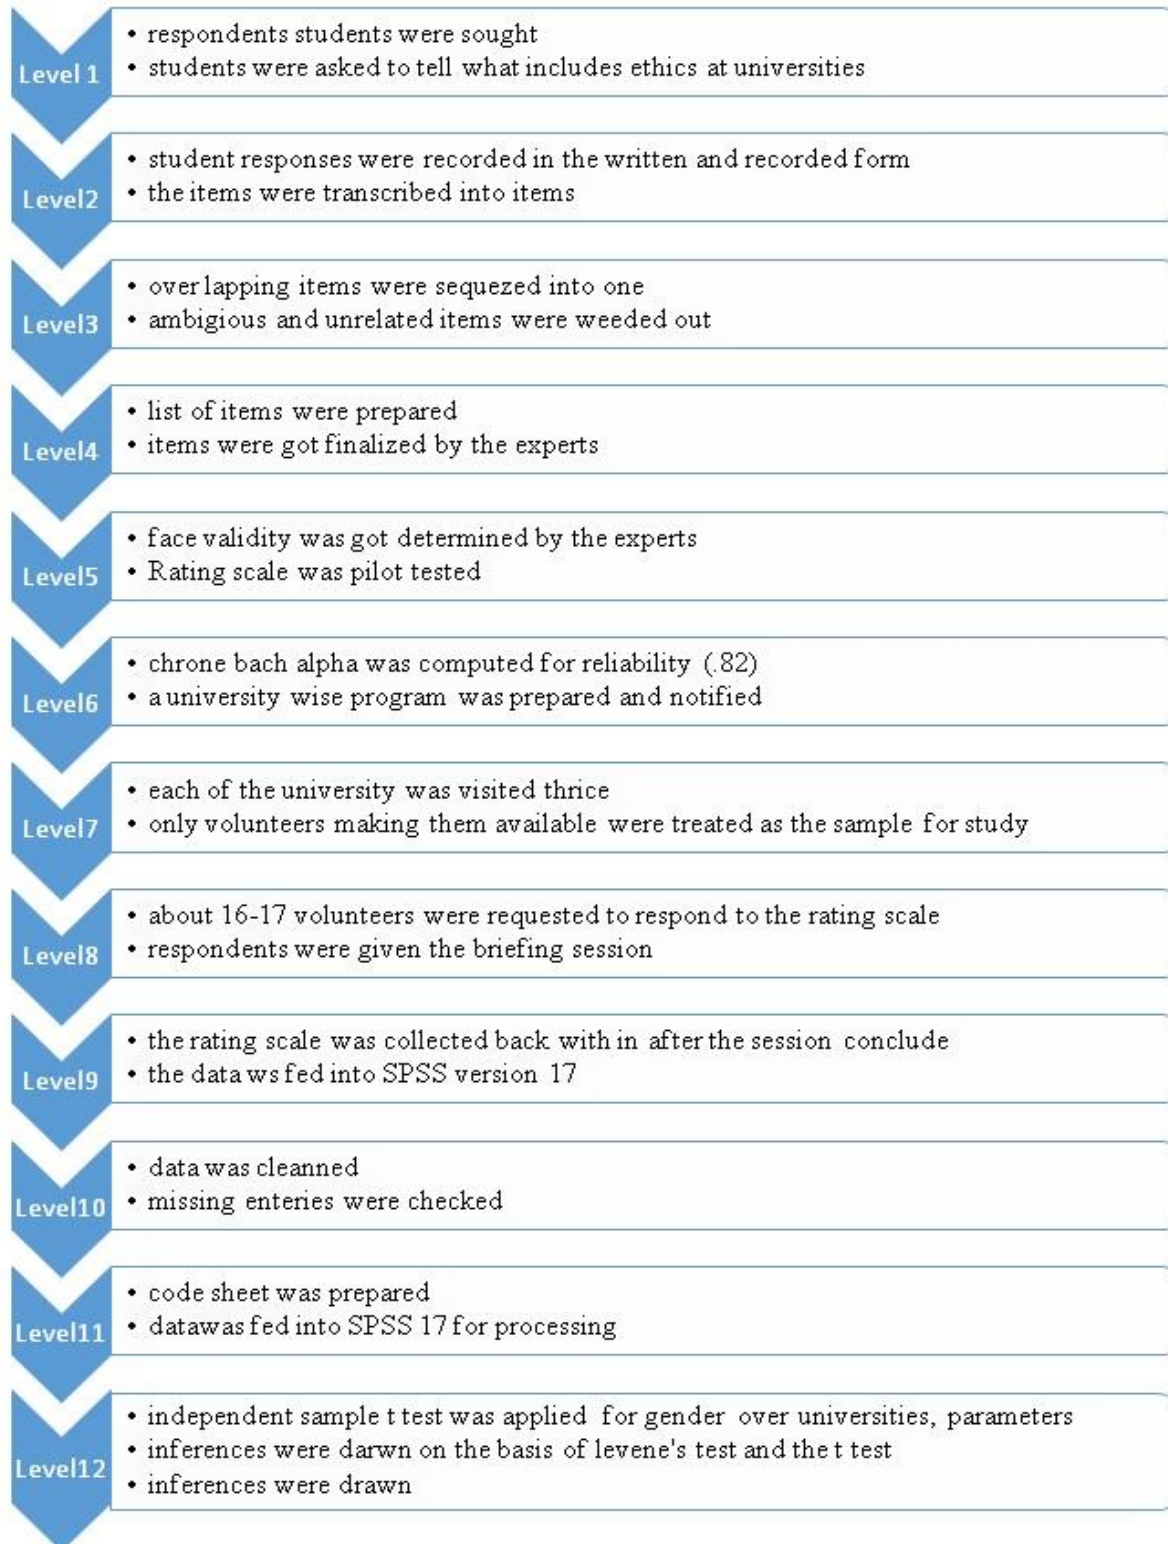 Level 1
• respondents students were sought
• students were asked to tell what includes ethics at universities
Level2
• student responses were recorded in the written and recorded form
• the items were transcribed into items
Level3
• over lapping items were sequezed into one
• ambigious and unrelated items were weeded out
Level4
• list of items were prepared
• items were got finalized by the experts
Level5
• face validity was got determined by the experts
• Rating scale was pilot tested
Level6
• chrone bach alpha was computed for reliability (.82)
• a university wise program was prepared and notified
Level7
• each of the university was visited thrice
• only volunteers making them available were treated as the sample for study
Level8
• about 16-17 volunteers were requested to respond to the rating scale
• respondents were given the briefing session
Level9
• the rating scale was collected back with in after the session conclude
• the data ws fed into SPSS version 17
Level10
• data was cleanned
• missing enteries were checked
Level11
• code sheet was prepared
• datawas fed into SPSS 17 for processing
Level12
• independent sample t test was applied for gender over universities, parameters
• inferences were darwn on the basis of levene's test and the t test
• inferences were drawn